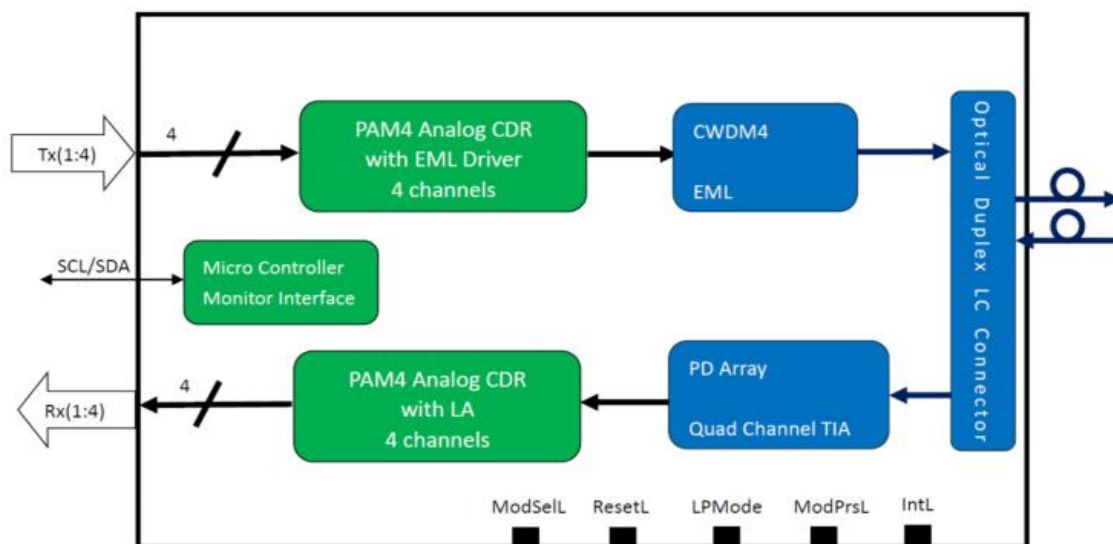 Tx(1:4)
4
PAM4 Analog CDR
with EML Driver
4 channels
CWDM4
EML
Optical Duplex LC Connector
SCL/SDA
Micro Controller
Monitor Interface
Rx(1:4)
4
PAM4 Analog CDR
with LA
4 channels
PD Array
Quad Channel TIA
ModSelL
ResetL
LPMode
ModPrsL
IntL